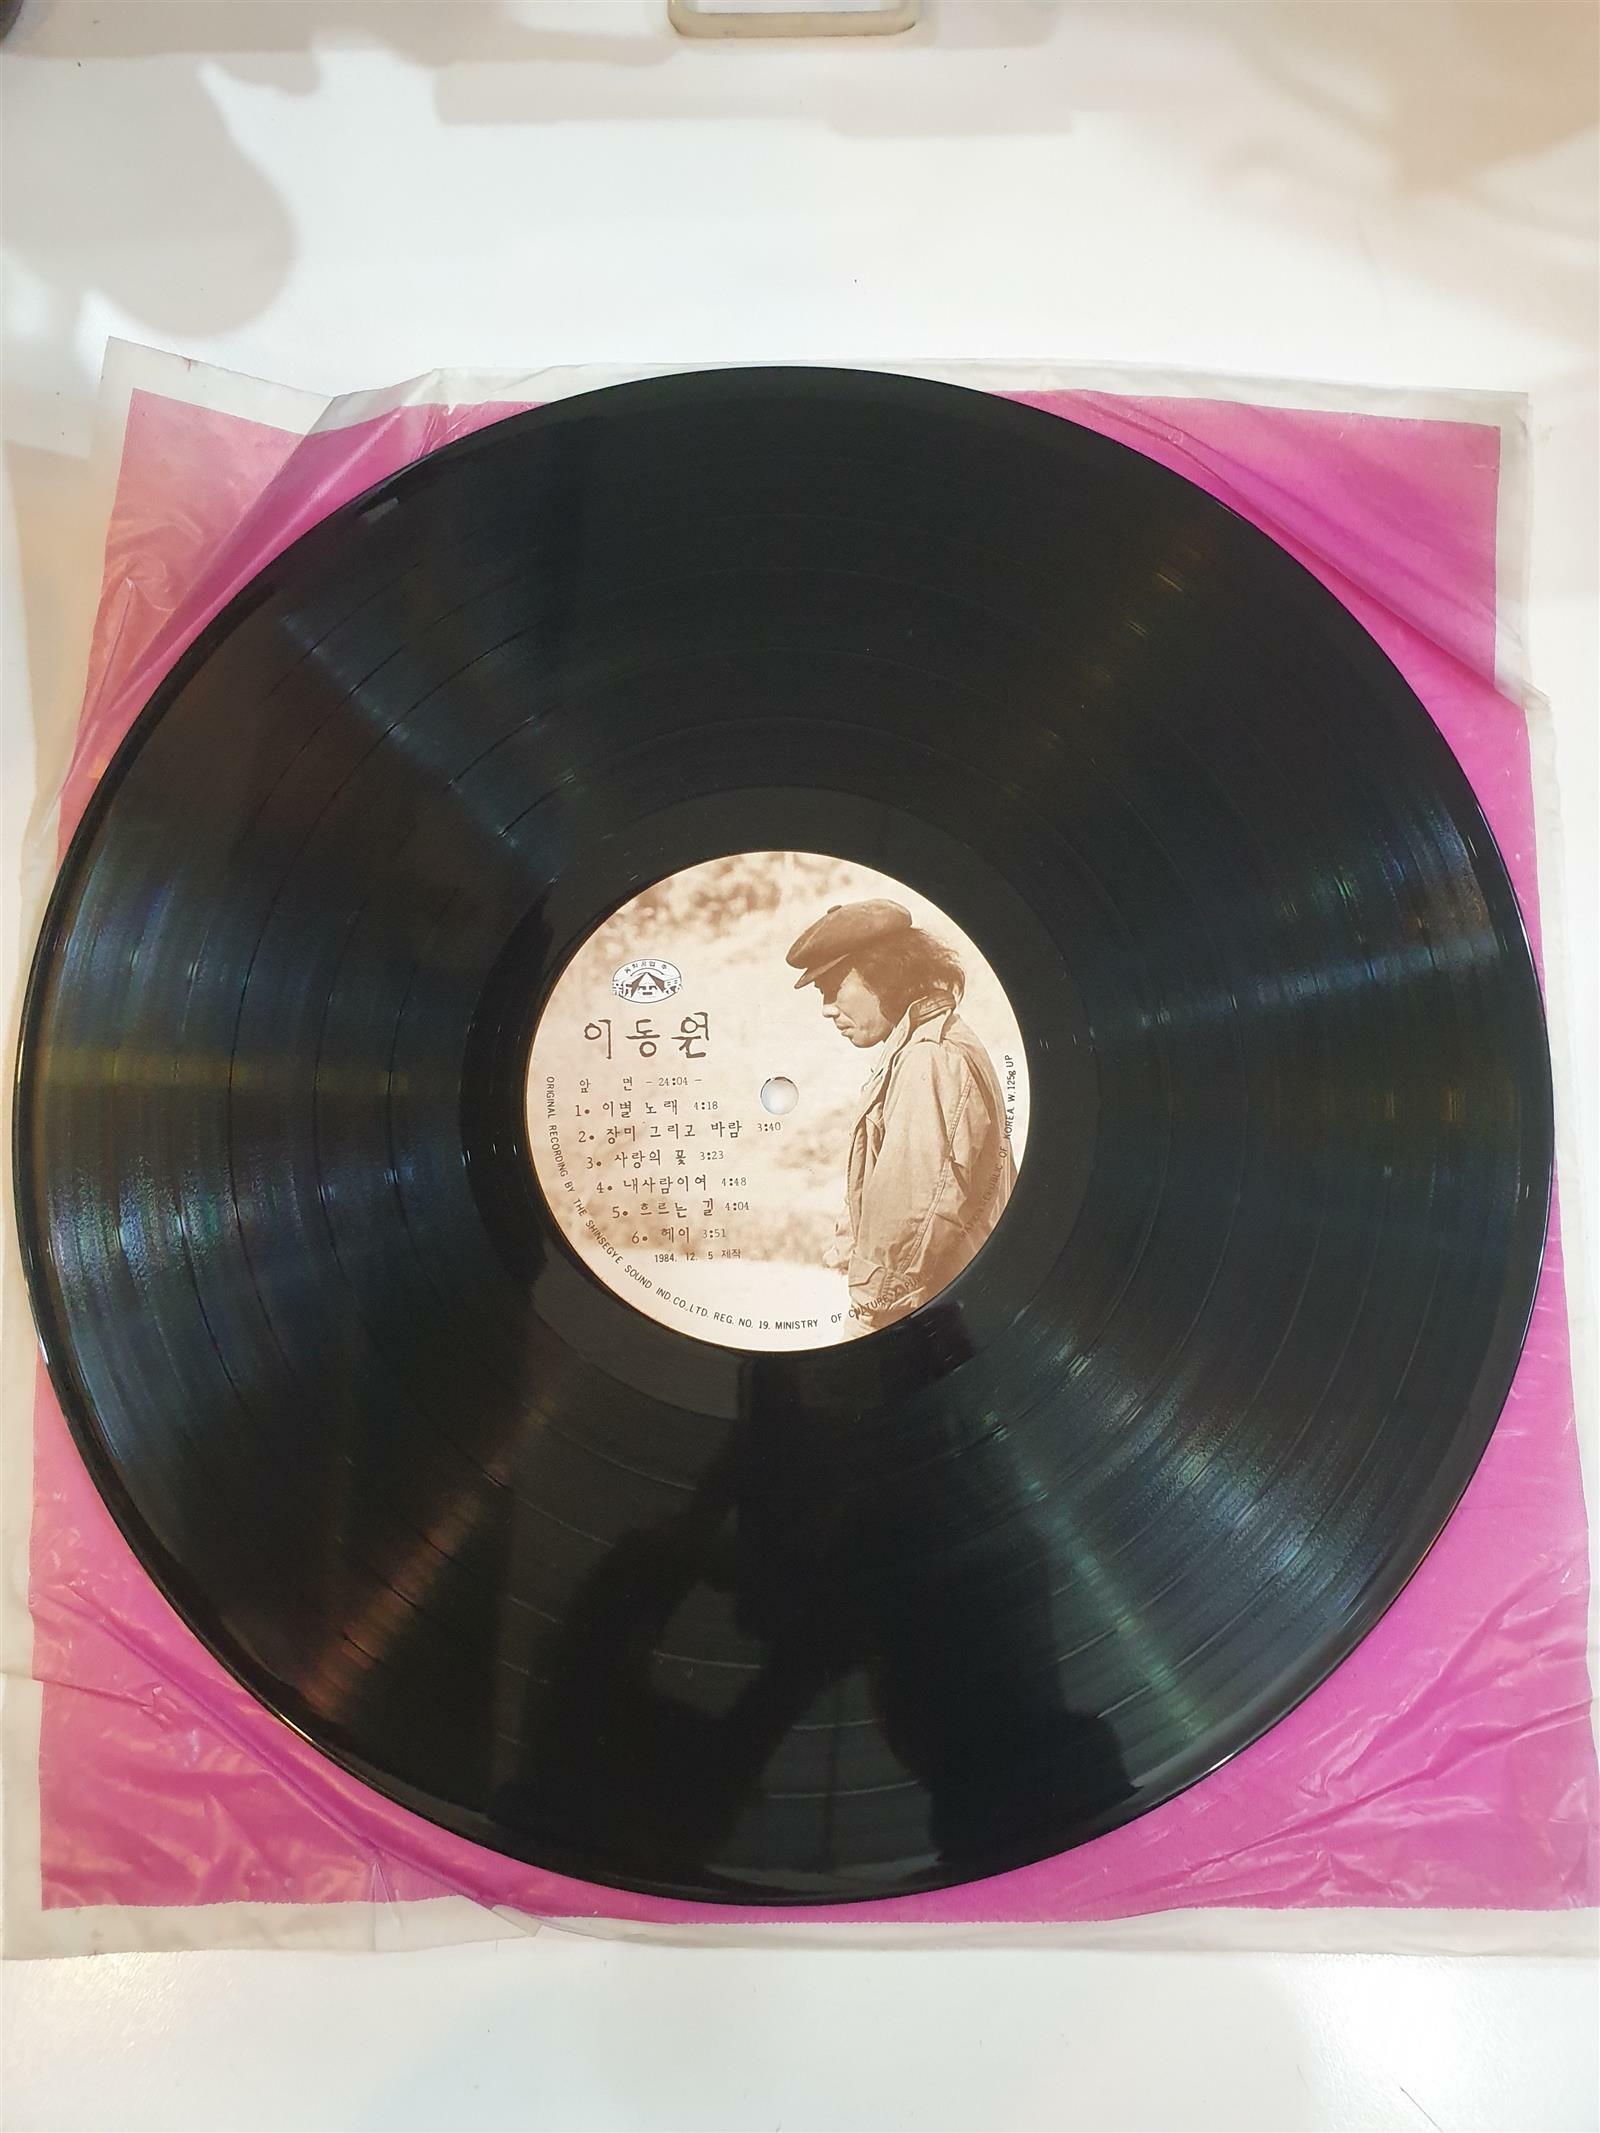 이동원
앞 면 - 24:04 -
1. 이별 노래 4:18
2. 장미 그리고 바람 3:40
3. 사랑의 꽃 3:23
4. 내사람이여 4:48
5. 흐르는 길 4:04
6. 헤이 3:51
1984. 12. 5 제작
ORIGINAL RECORDING BY THE SHINSEGYE SOUND IND. CO., LTD. REG. NO. 19. MINISTRY OF REPUBLIC OF KOREA. W. 125g UP